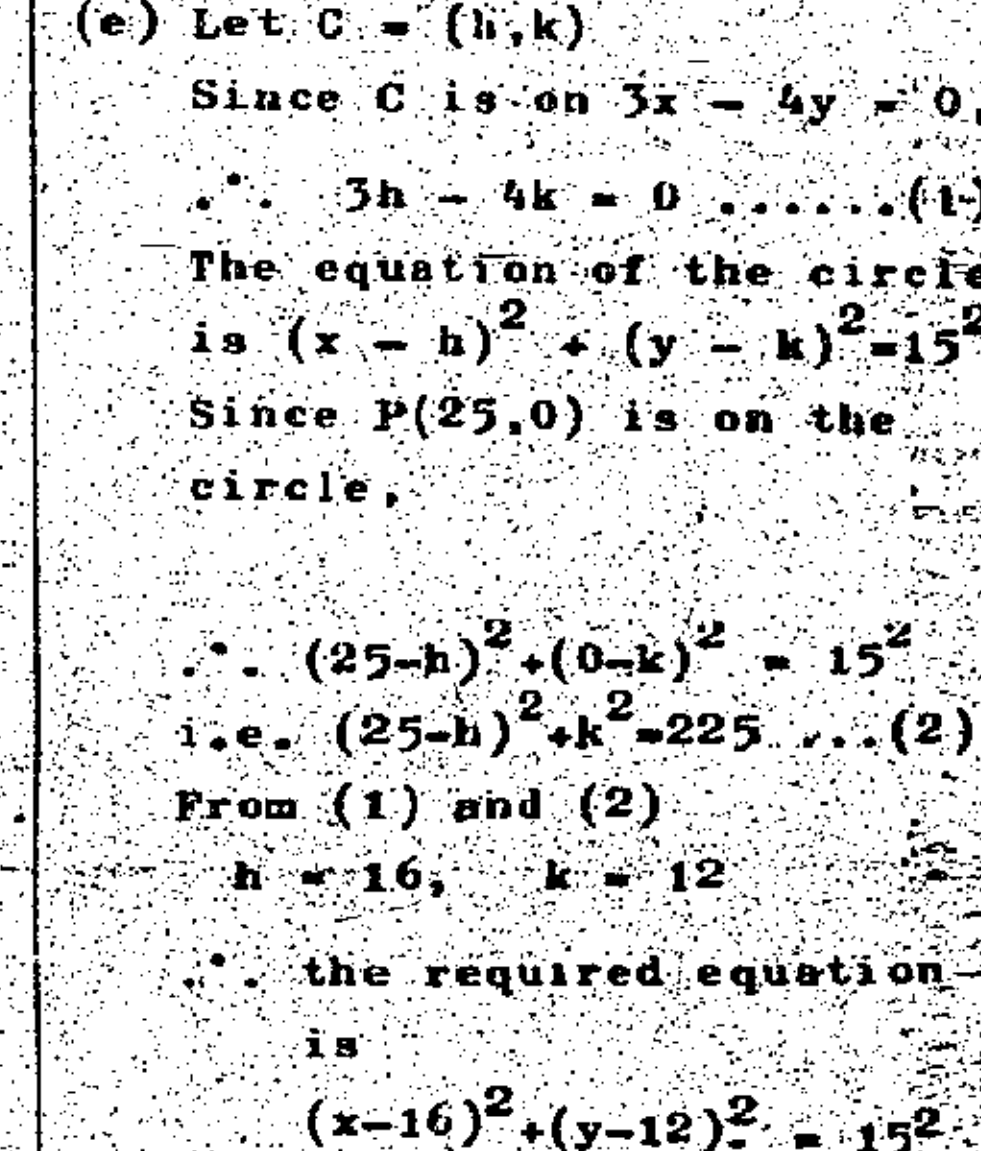 (e) Let C = (h,k)
Since C is on 3x - 4y = 0,
∴ 3h - 4k = 0 ......(1)
The equation of the circle
is (x - h)² + (y - k)²=15²
Since P(25,0) is on the
circle,
∴ (25-h)²+(0-k)² = 15²
i.e. (25-h)²+k²=225 ...(2)
From (1) and (2)
h = 16, k = 12
∴ the required equation
is
(x-16)²+(y-12)² = 15²